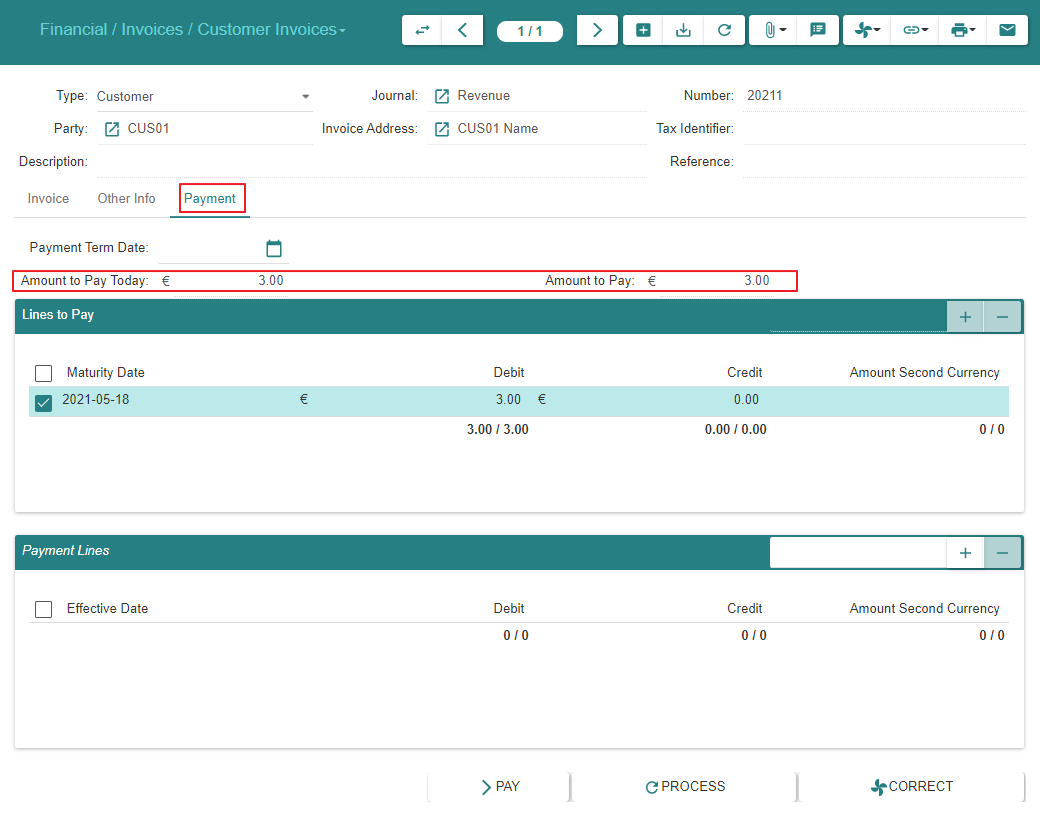 Financial / Invoices / Customer Invoices
1 / 1
Type: Customer Journal: Revenue Number: 20211
Party: CUS01 Invoice Address: CUS01 Name Tax Identifier:
Description: Reference:
Invoice Other Info Payment
Payment Term Date:
Amount to Pay Today: € 3.00 Amount to Pay: € 3.00
Lines to Pay
Maturity Date Debit Credit Amount Second Currency
2021-05-18 € 3.00 € 0.00
3.00 / 3.00 0.00 / 0.00 0 / 0
Payment Lines
Effective Date Debit Credit Amount Second Currency
0 / 0 0 / 0 0 / 0
PAY PROCESS CORRECT